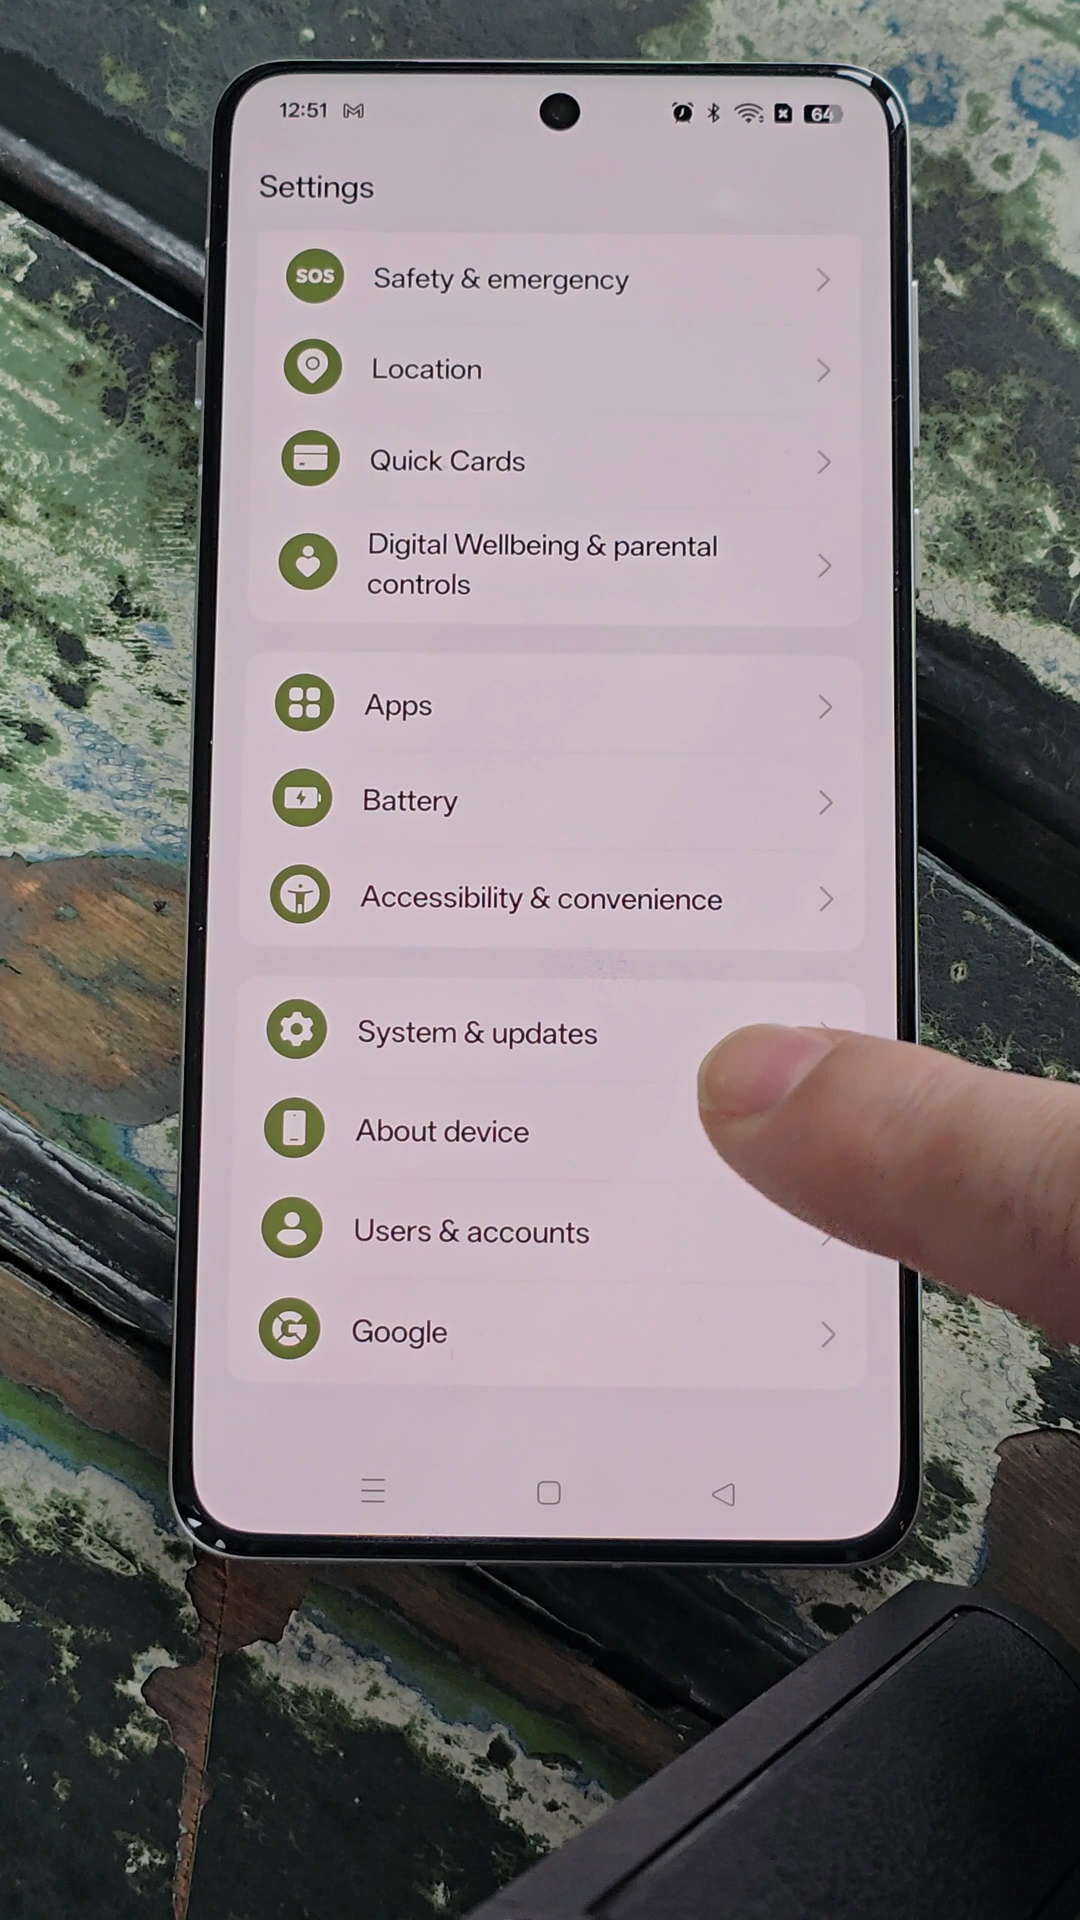 12:51
64
Settings
SOS
Safety & emergency
Location
Quick Cards
Digital Wellbeing & parental
controls
Apps
Battery
Accessibility & convenience
System & updates
About device
Users & accounts
Google